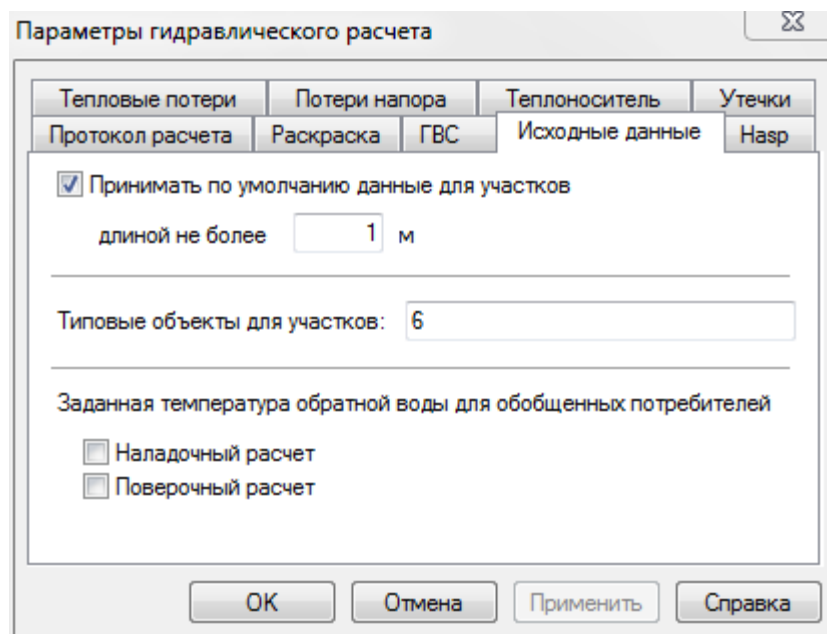 Параметры гидравлического расчета
Тепловые потери Потери напора Теплоноситель Утечки
Протокол расчета Раскраска ГВС Исходные данные Hasp
Принимать по умолчанию данные для участков
длиной не более 1 м
Типовые объекты для участков: 6
Заданная температура обратной воды для обобщенных потребителей
Наладочный расчет
Поверочный расчет
OK Отмена Применить Справка